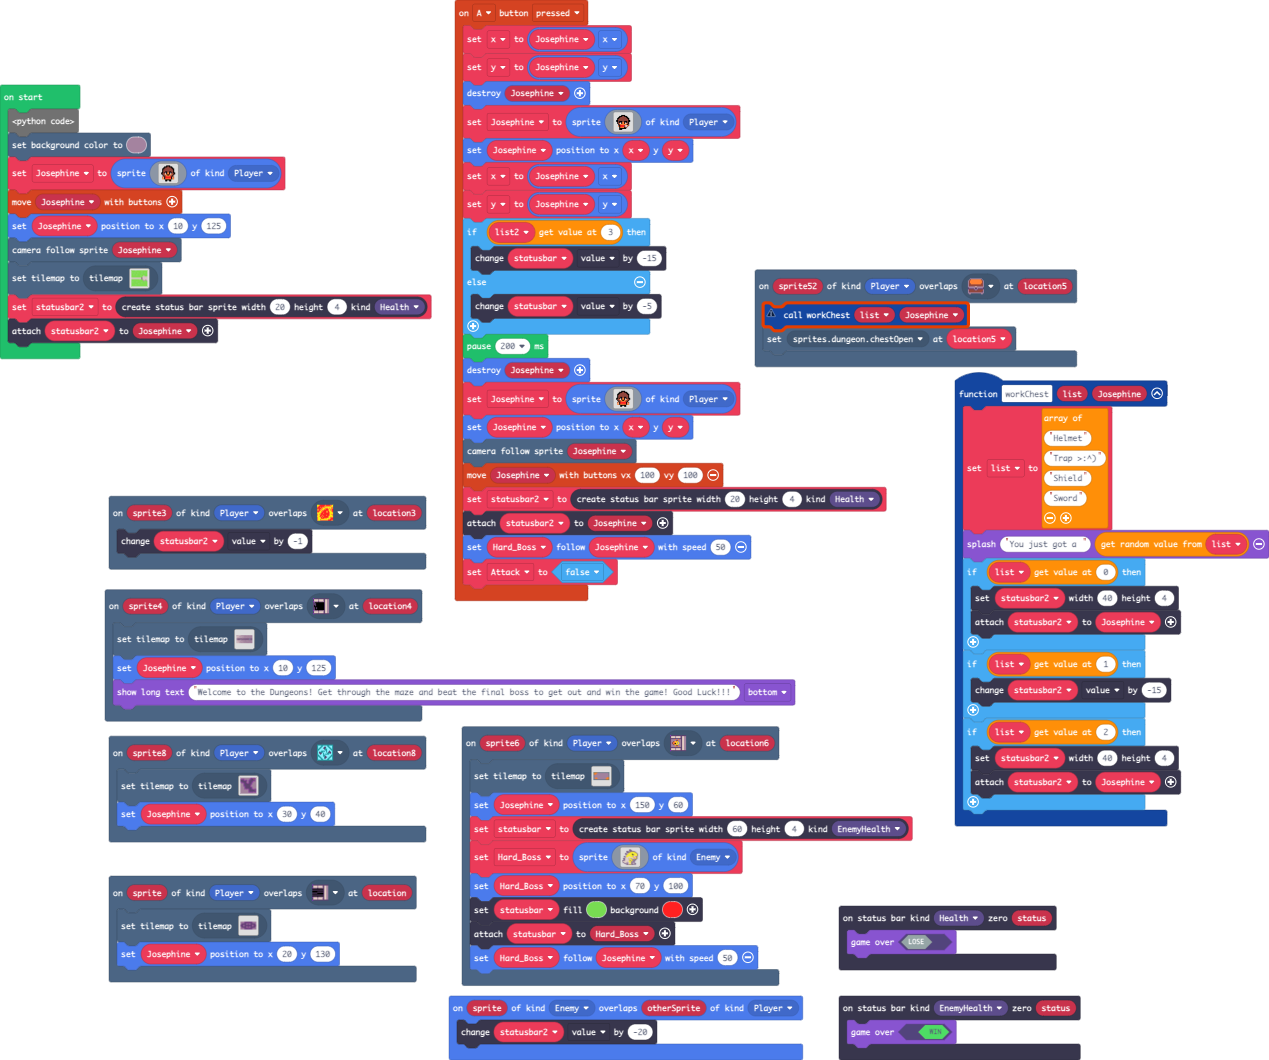 on start
<python code>
set background color to
set Josephine to sprite of kind Player
move Josephine with buttons
set Josephine position to x 10 y 125
camera follow sprite Josephine
set tilemap to tilemap
set statusbar2 to create status bar sprite width 20 height 4 kind Health
attach statusbar2 to Josephine
on A button pressed
set x to Josephine x
set y to Josephine y
destroy Josephine
set Josephine to sprite of kind Player
set Josephine position to x x y y
set x to Josephine x
set y to Josephine y
if list2 get value at 3 then
change statusbar value by -15
else
change statusbar value by -5
pause 200 ms
destroy Josephine
set Josephine to sprite of kind Player
set Josephine position to x x y y
camera follow sprite Josephine
move Josephine with buttons vx 100 vy 100
set statusbar2 to create status bar sprite width 20 height 4 kind Health
attach statusbar2 to Josephine
set Hard_Boss follow Josephine with speed 50
set Attack to false
on sprite52 of kind Player overlaps at location5
call workChest list Josephine
set sprites.dungeon.chestOpen at location5
function workChest list Josephine
set list to array of
"Helmet"
"Trap >:^)"
"Shield"
"Sword"
splash "You just got a " get random value from list
if list get value at 0 then
set statusbar2 width 40 height 4
attach statusbar2 to Josephine
if list get value at 1 then
change statusbar2 value by -15
if list get value at 2 then
set statusbar2 width 40 height 4
attach statusbar2 to Josephine
on sprite3 of kind Player overlaps at location3
change statusbar2 value by -1
on sprite4 of kind Player overlaps at location4
set tilemap to tilemap
set Josephine position to x 10 y 125
show long text "Welcome to the Dungeons! Get through the maze and beat the final boss to get out and win the game! Good Luck!!!" bottom
on sprite8 of kind Player overlaps at location8
set tilemap to tilemap
set Josephine position to x 30 y 40
on sprite of kind Player overlaps at location
set tilemap to tilemap
set Josephine position to x 20 y 130
on sprite6 of kind Player overlaps at location6
set tilemap to tilemap
set Josephine position to x 150 y 60
set statusbar to create status bar sprite width 60 height 4 kind EnemyHealth
set Hard_Boss to sprite of kind Enemy
set Hard_Boss position to x 70 y 100
set statusbar fill background
attach statusbar to Hard_Boss
set Hard_Boss follow Josephine with speed 50
on sprite of kind Enemy overlaps otherSprite of kind Player
change statusbar2 value by -20
on status bar kind Health zero status
game over LOSE
on status bar kind EnemyHealth zero status
game over WIN